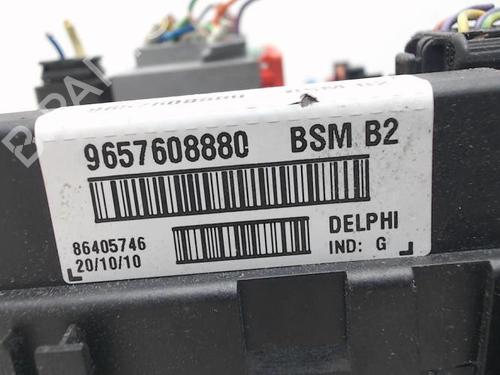 9657608880 BSM B2
86405746 DELPHI
20/10/10 IND: G